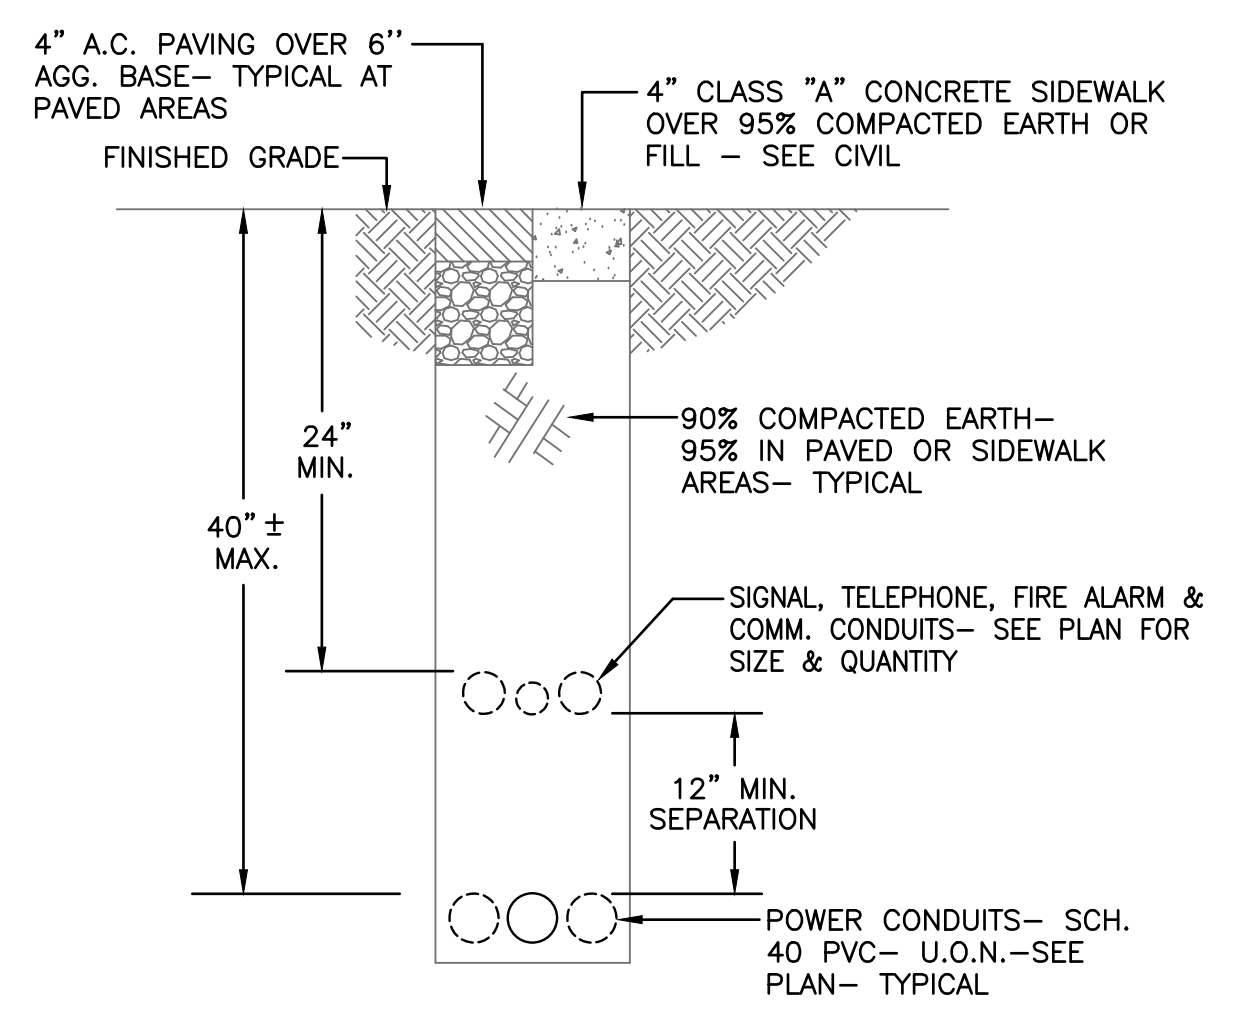 4" A.C. PAVING OVER 6''
AGG. BASE– TYPICAL AT
PAVED AREAS
FINISHED GRADE
4" CLASS "A" CONCRETE SIDEWALK
OVER 95% COMPACTED EARTH OR
FILL – SEE CIVIL
90% COMPACTED EARTH–
95% IN PAVED OR SIDEWALK
AREAS– TYPICAL
24"
MIN.
40" ±
MAX.
SIGNAL, TELEPHONE, FIRE ALARM &
COMM. CONDUITS– SEE PLAN FOR
SIZE & QUANTITY
12" MIN.
SEPARATION
POWER CONDUITS– SCH.
40 PVC– U.O.N.–SEE
PLAN– TYPICAL